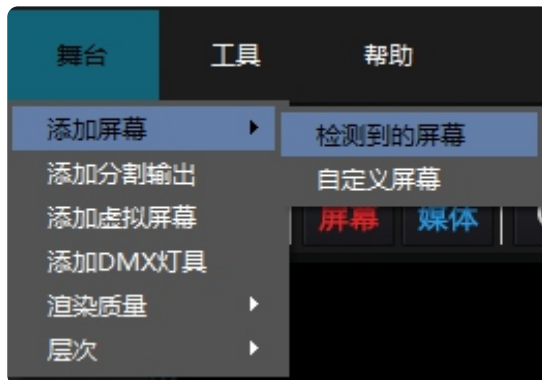 舞台 工具 帮助
添加屏幕 检测到的屏幕
添加分割输出 自定义屏幕
添加虚拟屏幕 屏幕 媒体
添加DMX灯具
渲染质量
层次